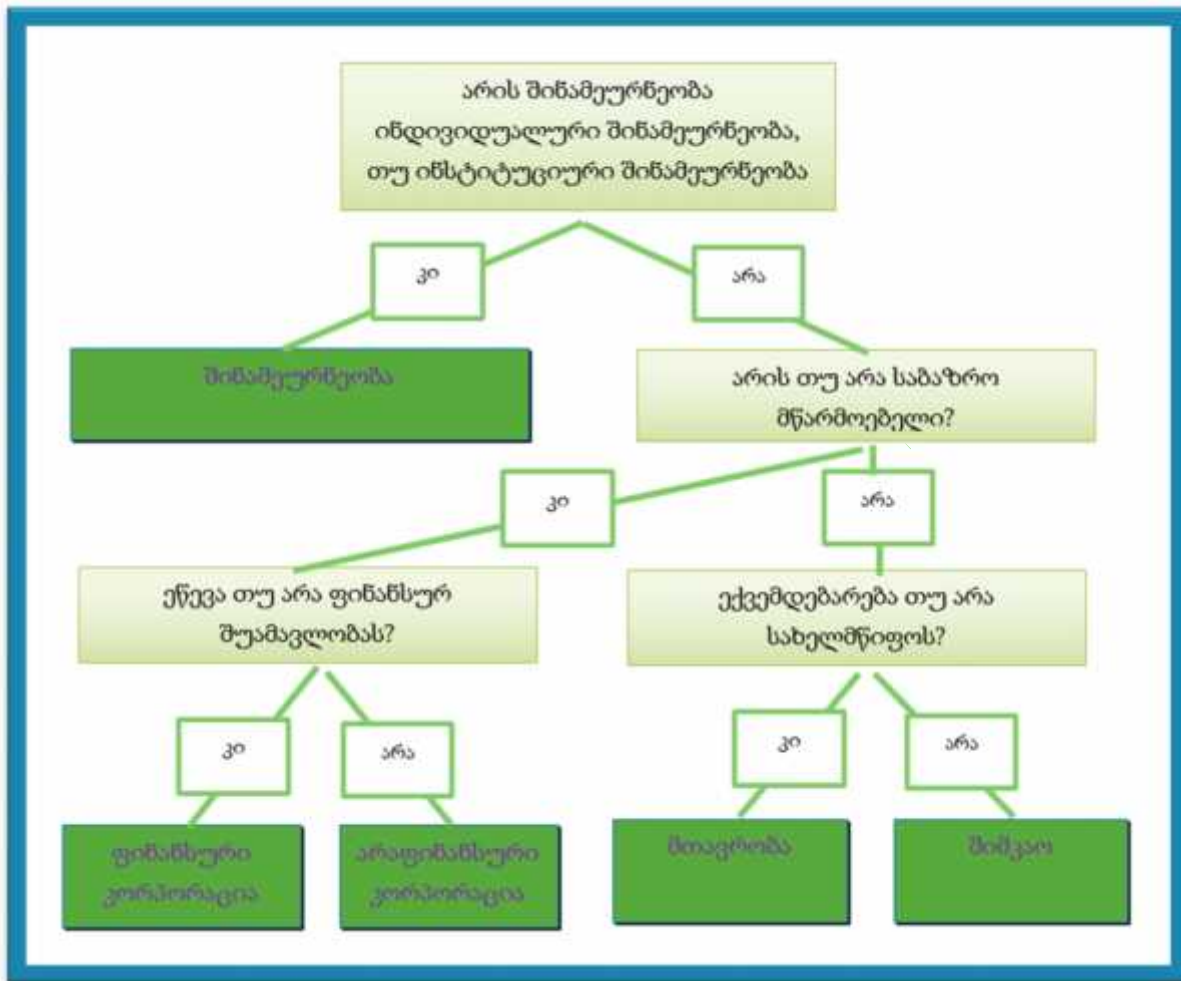 არის შინამეურნეობა
ინდივიდუალური შინამეურნეობა,
თუ ინსტიტუციური შინამეურნეობა
კი
არა
შინამეურნეობა
არის თუ არა საბაზრო
მწარმოებელი?
კი
არა
ეწევა თუ არა ფინანსურ
შუამავლობას?
ექვემდებარება თუ არა
სახელმწიფოს?
კი
არა
კი
არა
ფინანსური
კორპორაცია
არაფინანსური
კორპორაცია
მთავრობა
შიმკაო